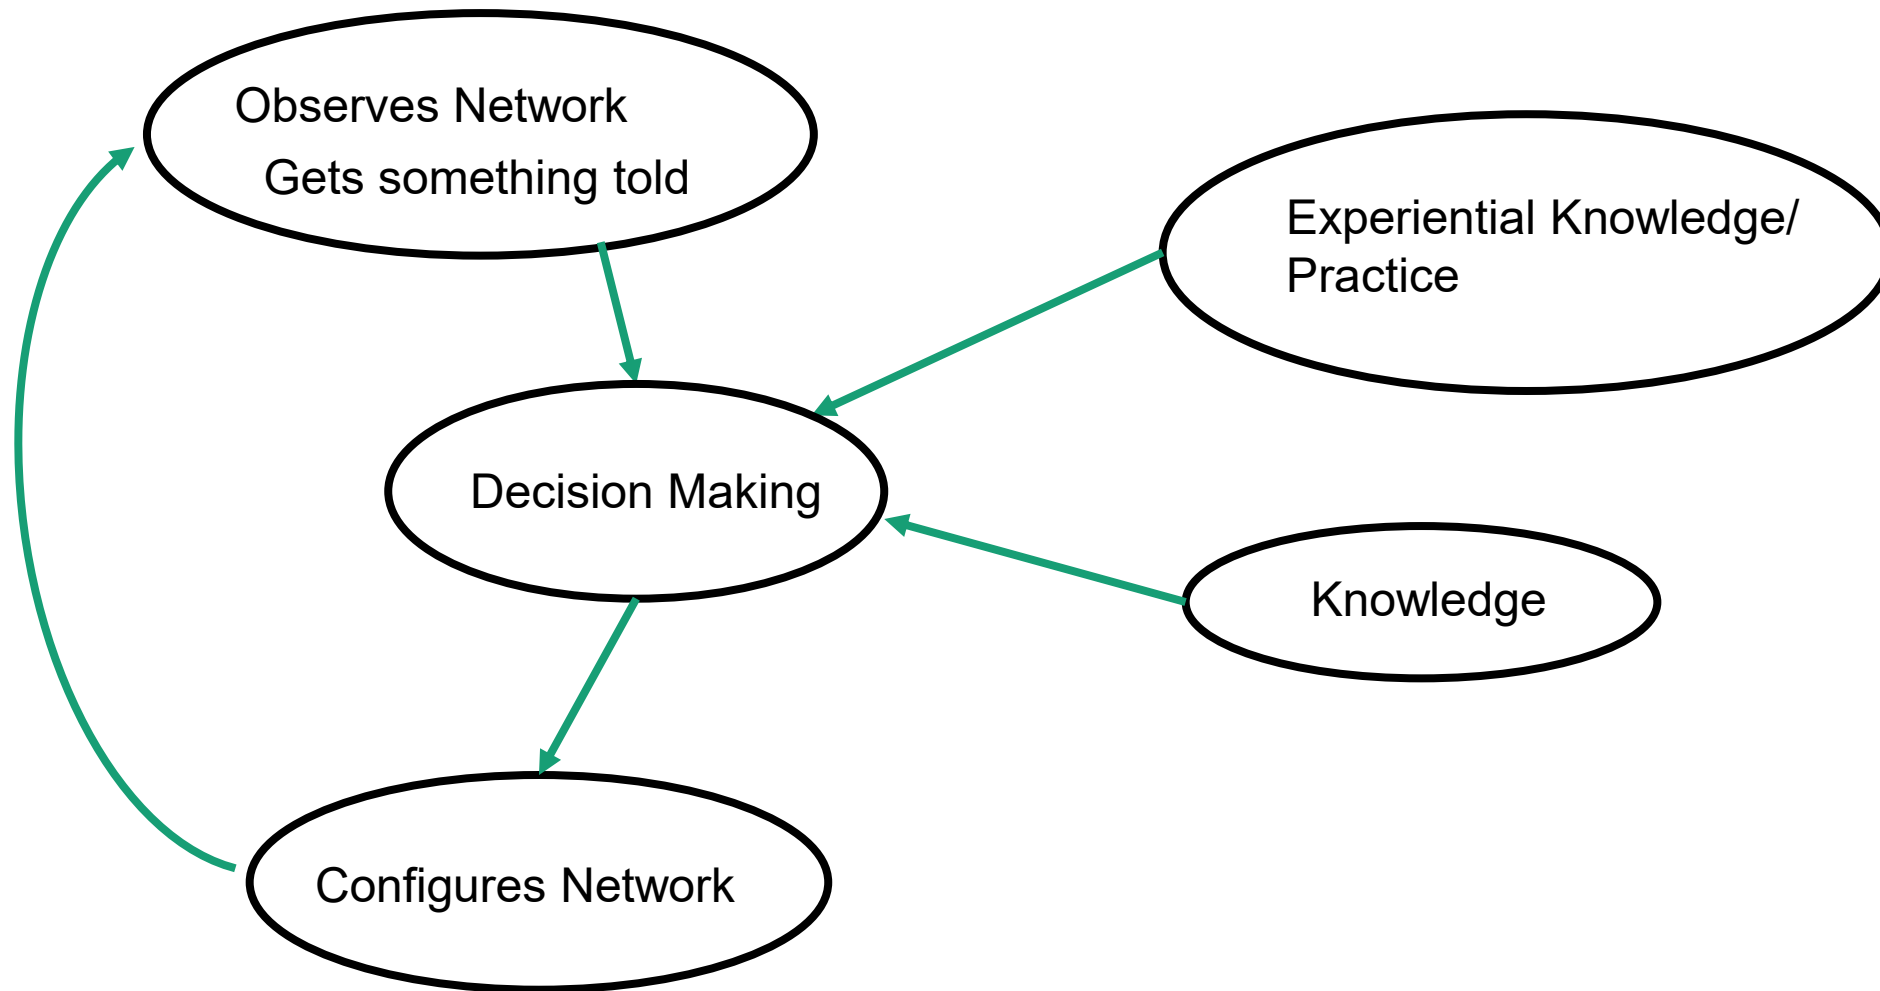 Observes Network
Gets something told
Experiential Knowledge/
Practice
Decision Making
Knowledge
Configures Network